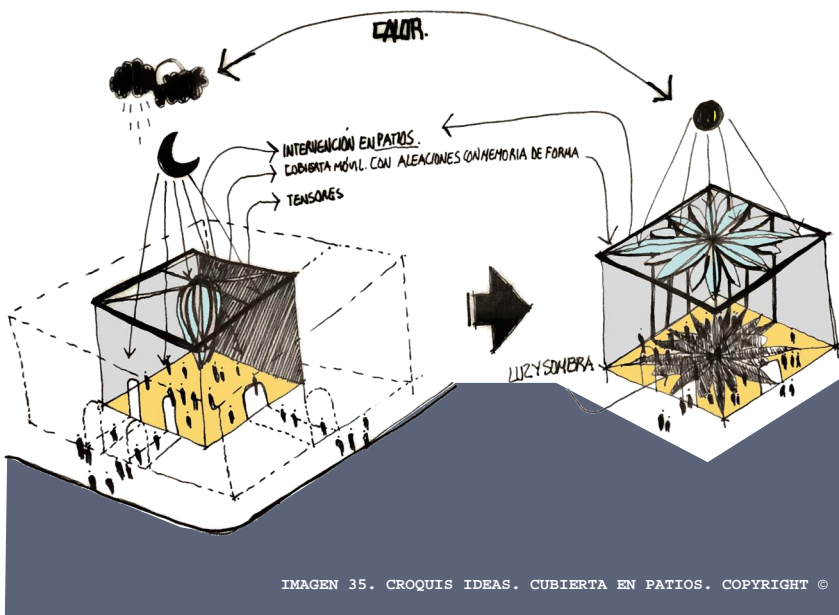 CALOR.
INTERVENCIÓN EN PATIOS.
COBIERTA MÓVIL. CON ALEACIONES CON MEMORIA DE FORMA
TENSORES
LUZ Y SOMBRA
IMAGEN 35. CROQUIS IDEAS. CUBIERTA EN PATIOS. COPYRIGHT ©